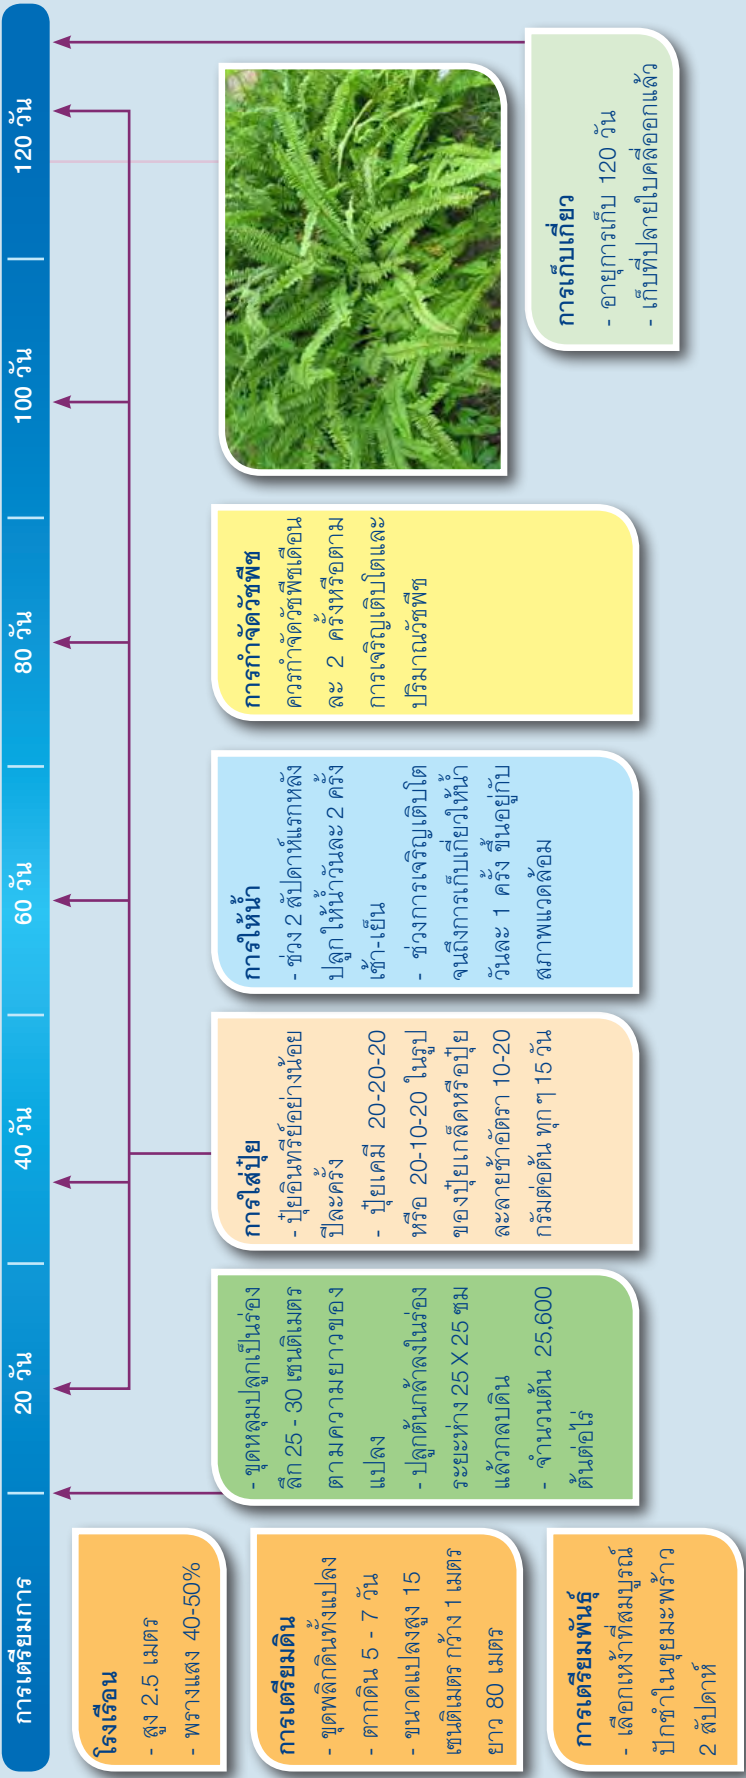 การเตรียมการ
20 วัน
40 วัน
60 วัน
80 วัน
100 วัน
120 วัน
โรงเรือน
- สูง 2.5 เมตร
- พรางแสง 40-50%
การเตรียมดิน
- ขุดพลิกดินทั้งแปลง
- ตากดิน 5 - 7 วัน
- ขนาดแปลงสูง 15
เซนติเมตร กว้าง 1 เมตร
ยาว 80 เมตร
การเตรียมพันธุ์
- เลือกเหง้าที่สมบูรณ์
ปักชำในขุยมะพร้าว
2 สัปดาห์
- ขุดหลุมปลูกเป็นร่อง
ลึก 25 - 30 เซนติเมตร
ตามความยาวของ
แปลง
- ปลูกต้นกล้าลงในร่อง
ระยะห่าง 25 X 25 ซม
แล้วกลบดิน
- จำนวนต้น 25,600
ต้นต่อไร่
การใส่ปุ๋ย
- ปุ๋ยอินทรีย์อย่างน้อย
ปีละครั้ง
- ปุ๋ยเคมี 20-20-20
หรือ 20-10-20 ในรูป
ของปุ๋ยเกล็ดหรือปุ๋ย
ละลายช้าอัตรา 10-20
กรัมต่อต้น ทุก ๆ 15 วัน
การให้น้ำ
- ช่วง 2 สัปดาห์แรกหลัง
ปลูก ให้น้ำวันละ 2 ครั้ง
เช้า-เย็น
- ช่วงการเจริญเติบโต
จนถึงการเก็บเกี่ยวให้น้ำ
วันละ 1 ครั้ง ขึ้นอยู่กับ
สภาพแวดล้อม
การกำจัดวัชพืช
ควรกำจัดวัชพืชเดือน
ละ 2 ครั้งหรือตาม
การเจริญเติบโตและ
ปริมาณวัชพืช
การเก็บเกี่ยว
- อายุการเก็บ 120 วัน
- เก็บที่ปลายใบคลี่ออกแล้ว